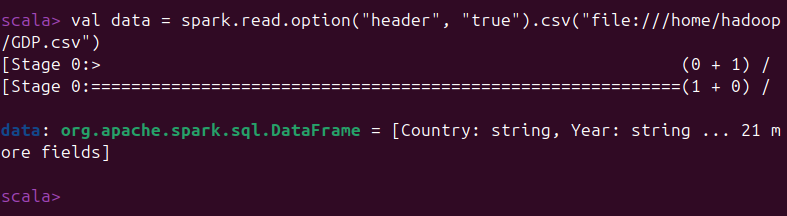 scala> val data = spark.read.option("header", "true").csv("file:///home/hadoop
/GDP.csv")
[Stage 0:>                                                          (0 + 1) /
[Stage 0:===========================================================(1 + 0) /
data: org.apache.spark.sql.DataFrame = [Country: string, Year: string ... 21 m
ore fields]
scala>